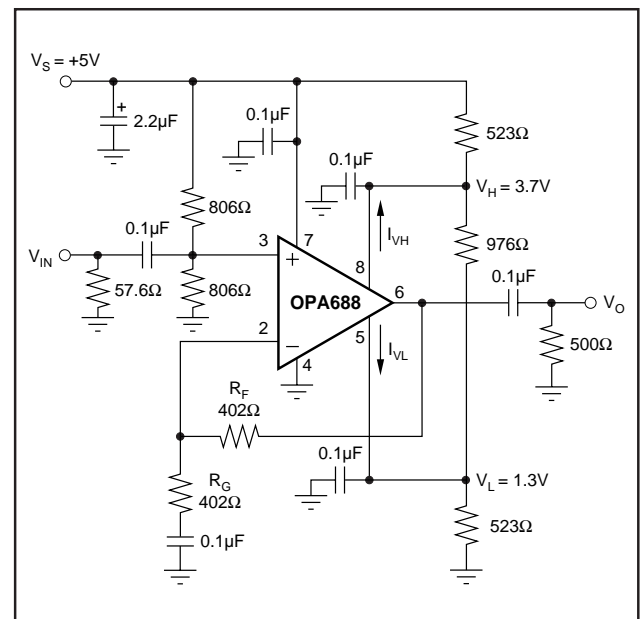 V_S = +5V
2.2µF
+
0.1µF
523Ω
0.1µF
V_H = 3.7V
806Ω
I_VH
976Ω
0.1µF
3
7
8
V_IN
57.6Ω
806Ω
+
OPA688
6
0.1µF
V_O
2
−
4
5
I_VL
500Ω
R_F
402Ω
0.1µF
V_L = 1.3V
R_G
402Ω
523Ω
0.1µF